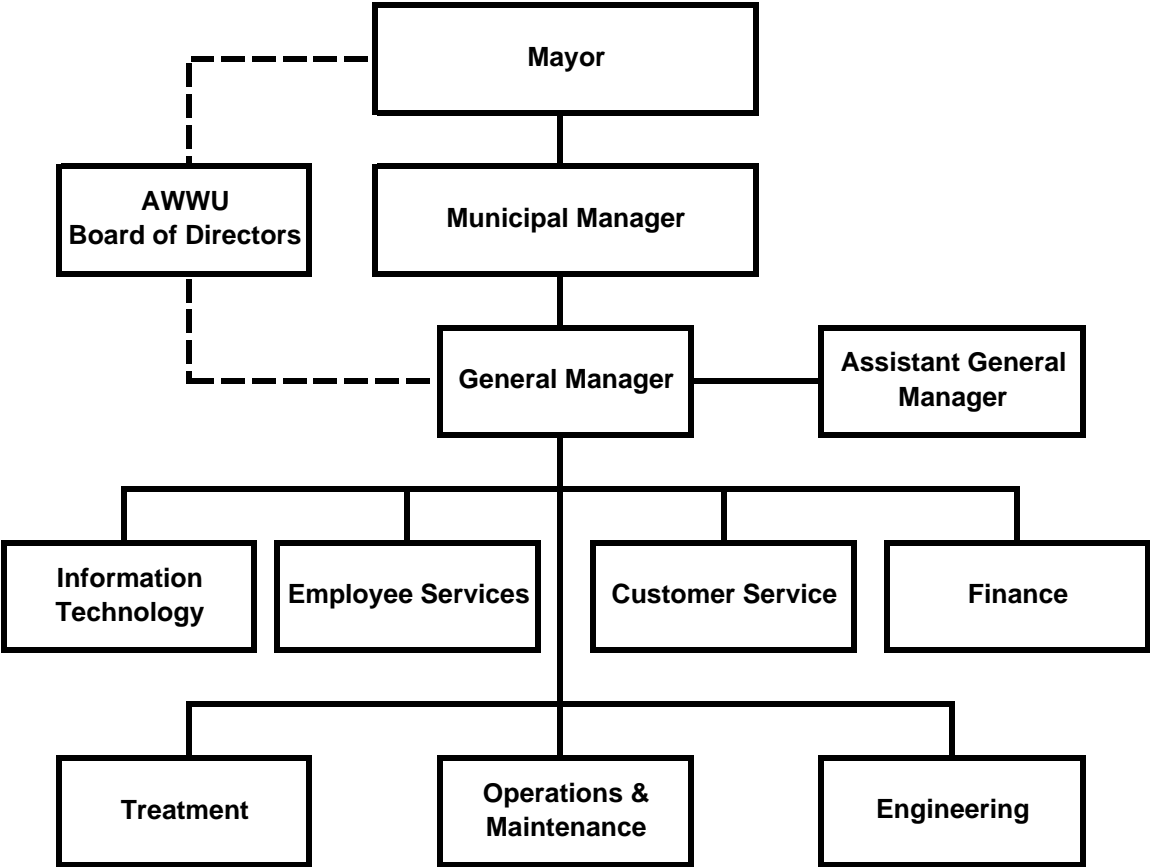 Mayor
AWWU
Board of Directors
Municipal Manager
General Manager
Assistant General
Manager
Information
Technology
Employee Services
Customer Service
Finance
Treatment
Operations &
Maintenance
Engineering